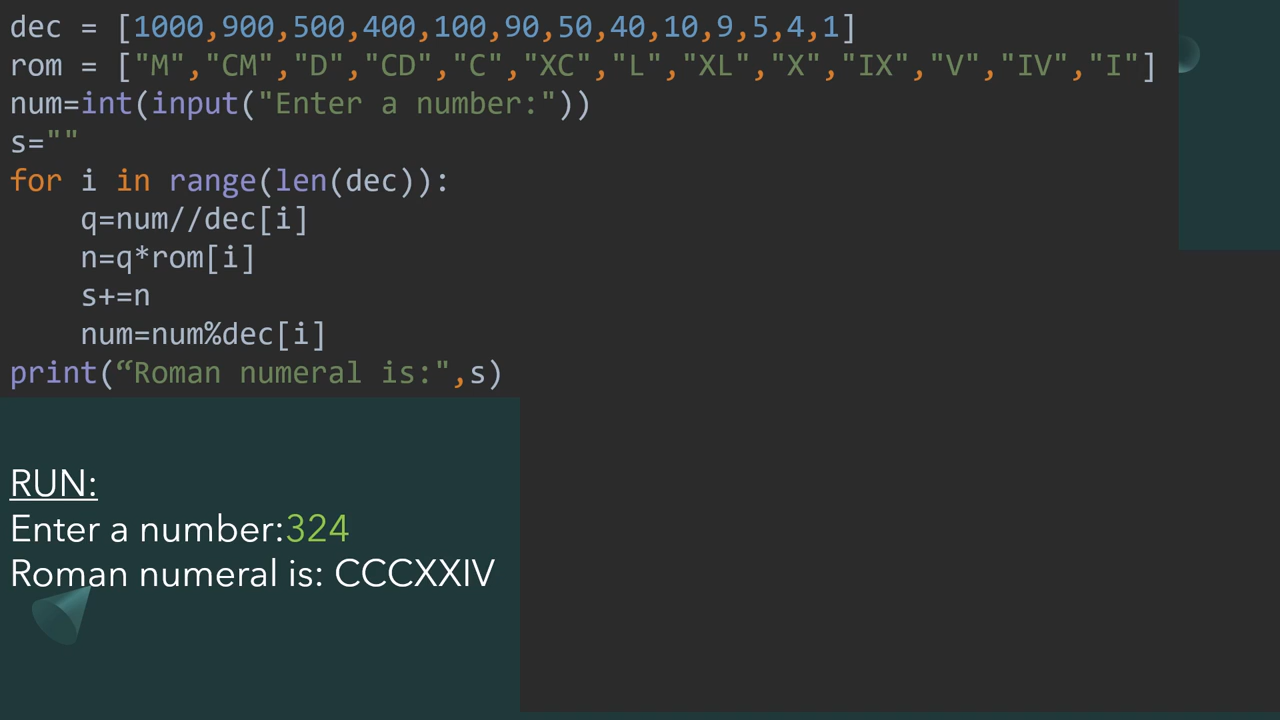 dec = [1000,900,500,400,100,90,50,40,10,9,5,4,1]
rom = ["M","CM","D","CD","C","XC","L","XL","X","IX","V","IV","I"]
num=int(input("Enter a number:"))
s=""
for i in range(len(dec)):
    q=num//dec[i]
    n=q*rom[i]
    s+=n
    num=num%dec[i]
print(“Roman numeral is:",s)
RUN:
Enter a number:324
Roman numeral is: CCCXXIV